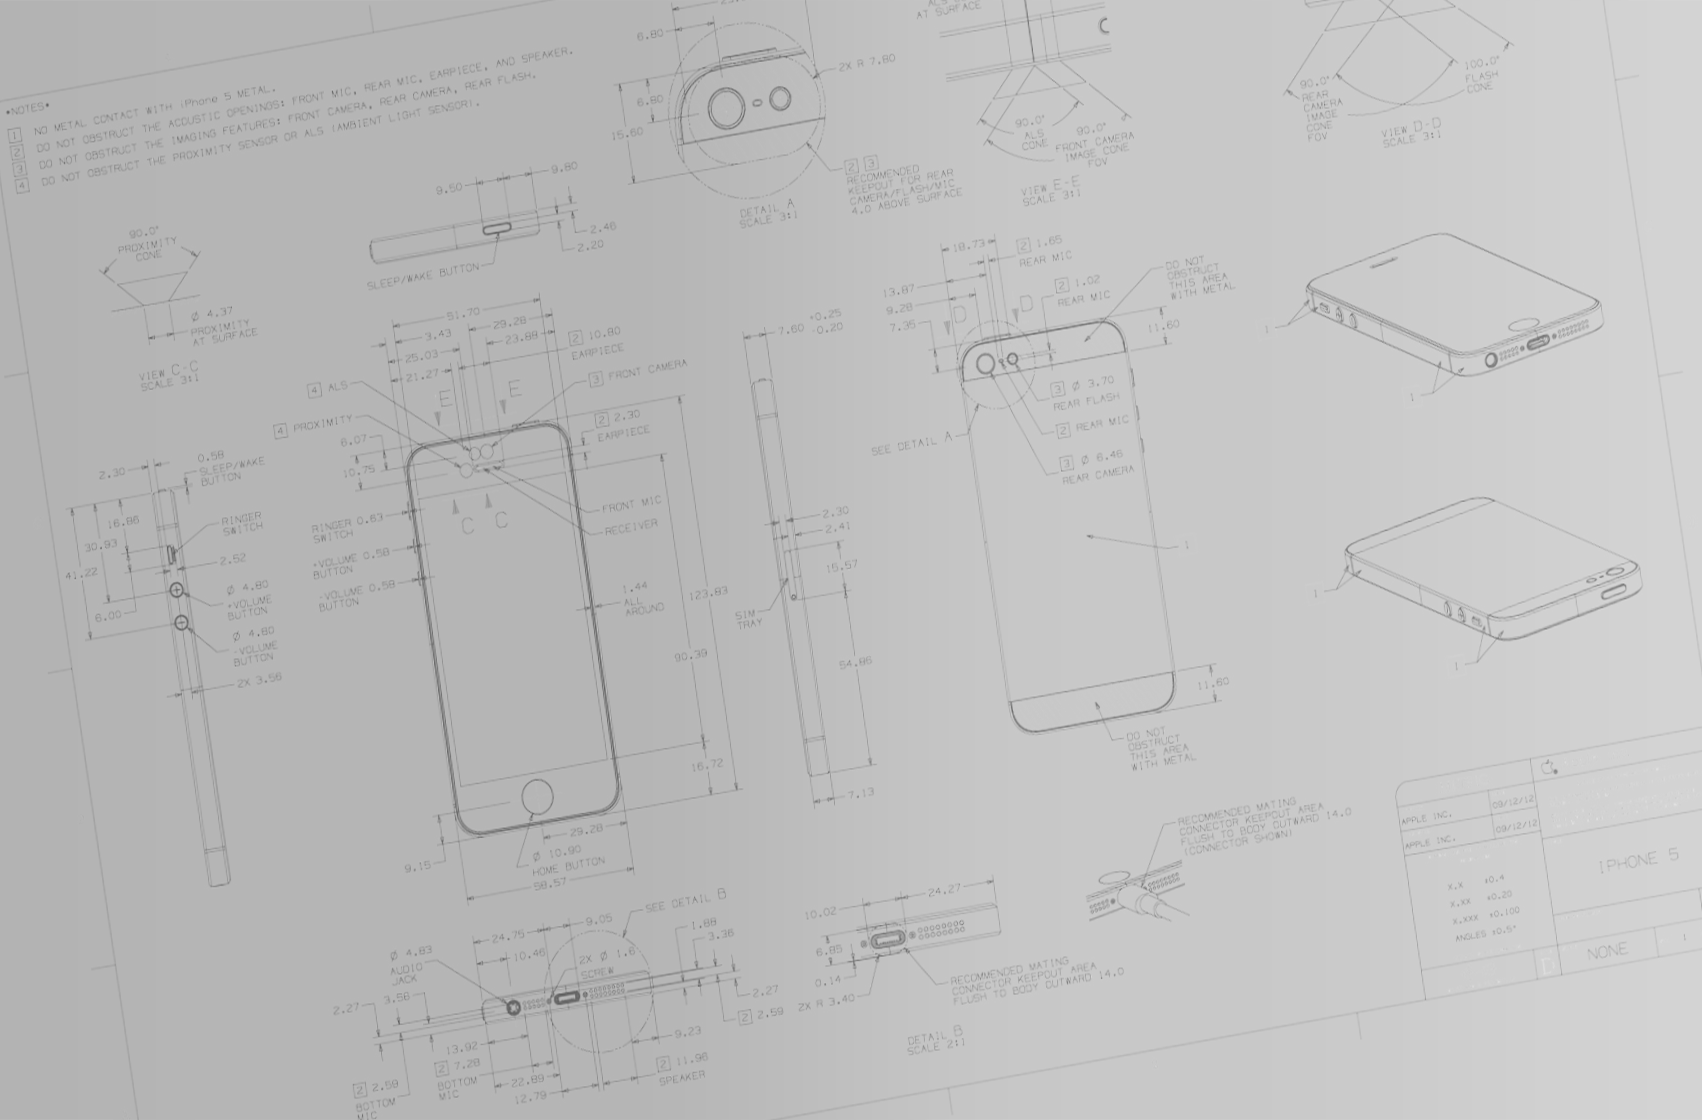 *NOTES*
1 NO METAL CONTACT WITH iPhone 5 METAL.
2 DO NOT OBSTRUCT THE ACOUSTIC OPENINGS: FRONT MIC, REAR MIC, EARPIECE, AND SPEAKER.
3 DO NOT OBSTRUCT THE IMAGING FEATURES: FRONT CAMERA, REAR CAMERA, REAR FLASH.
4 DO NOT OBSTRUCT THE PROXIMITY SENSOR OR ALS (AMBIENT LIGHT SENSOR).
6.80
6.80
15.60
2X R 7.80
2 3
RECOMMENDED
KEEPOUT FOR REAR
CAMERA/FLASH/MIC
4.0 ABOVE SURFACE
DETAIL A
SCALE 3:1
AT SURFACE
90.0°
ALS
CONE
90.0°
FRONT CAMERA
IMAGE CONE
FOV
VIEW E-E
SCALE 3:1
90.0°
REAR
CAMERA
IMAGE
CONE
FOV
100.0°
FLASH
CONE
VIEW D-D
SCALE 3:1
9.50
9.80
2.46
2.20
SLEEP/WAKE BUTTON
90.0°
PROXIMITY
CONE
Ø 4.37
PROXIMITY
AT SURFACE
VIEW C-C
SCALE 3:1
51.70
3.43
29.28
25.03
23.88
21.27
2 10.80
EARPIECE
4 ALS
3 FRONT CAMERA
E
E
4 PROXIMITY
2 2.30
EARPIECE
6.07
10.75
C
C
FRONT MIC
RECEIVER
RINGER 0.63
SWITCH
+VOLUME 0.58
BUTTON
-VOLUME 0.58
BUTTON
1.44
ALL
AROUND
123.83
90.39
16.72
9.15
29.28
Ø 10.90
HOME BUTTON
58.57
2.30
0.58
SLEEP/WAKE
BUTTON
16.86
30.93
41.22
RINGER
SWITCH
2.52
6.00
Ø 4.80
+VOLUME
BUTTON
Ø 4.80
-VOLUME
BUTTON
2X 3.56
7.60 +0.25
-0.20
2.30
2.41
15.57
SIM
TRAY
54.86
7.13
18.73
2 1.65
REAR MIC
13.87
9.28
7.35
2 1.02
REAR MIC
D
D
DO NOT
OBSTRUCT
THIS AREA
WITH METAL
11.60
3 Ø 3.70
REAR FLASH
2 REAR MIC
SEE DETAIL A
3 Ø 6.46
REAR CAMERA
1
11.60
DO NOT
OBSTRUCT
THIS AREA
WITH METAL
1
1
1
1
SEE DETAIL B
24.75
9.05
1.88
3.36
Ø 4.83
AUDIO
JACK
10.46
2X Ø 1.6
SCREW
2.27
3.56
2.27
2 2.59
13.92
9.23
2 7.28
BOTTOM
MIC
2 11.96
SPEAKER
22.89
12.79
2 2.59
BOTTOM
MIC
10.02
24.27
6.85
0.14
2X R 3.40
RECOMMENDED MATING
CONNECTOR KEEPOUT AREA
FLUSH TO BODY OUTWARD 14.0
DETAIL B
SCALE 2:1
RECOMMENDED MATING
CONNECTOR KEEPOUT AREA
FLUSH TO BODY OUTWARD 14.0
(CONNECTOR SHOWN)
APPLE INC. 09/12/12
APPLE INC. 09/12/12
X.X ±0.4
X.XX ±0.20
X.XXX ±0.100
ANGLES ±0.5°
IPHONE 5
D
NONE
1